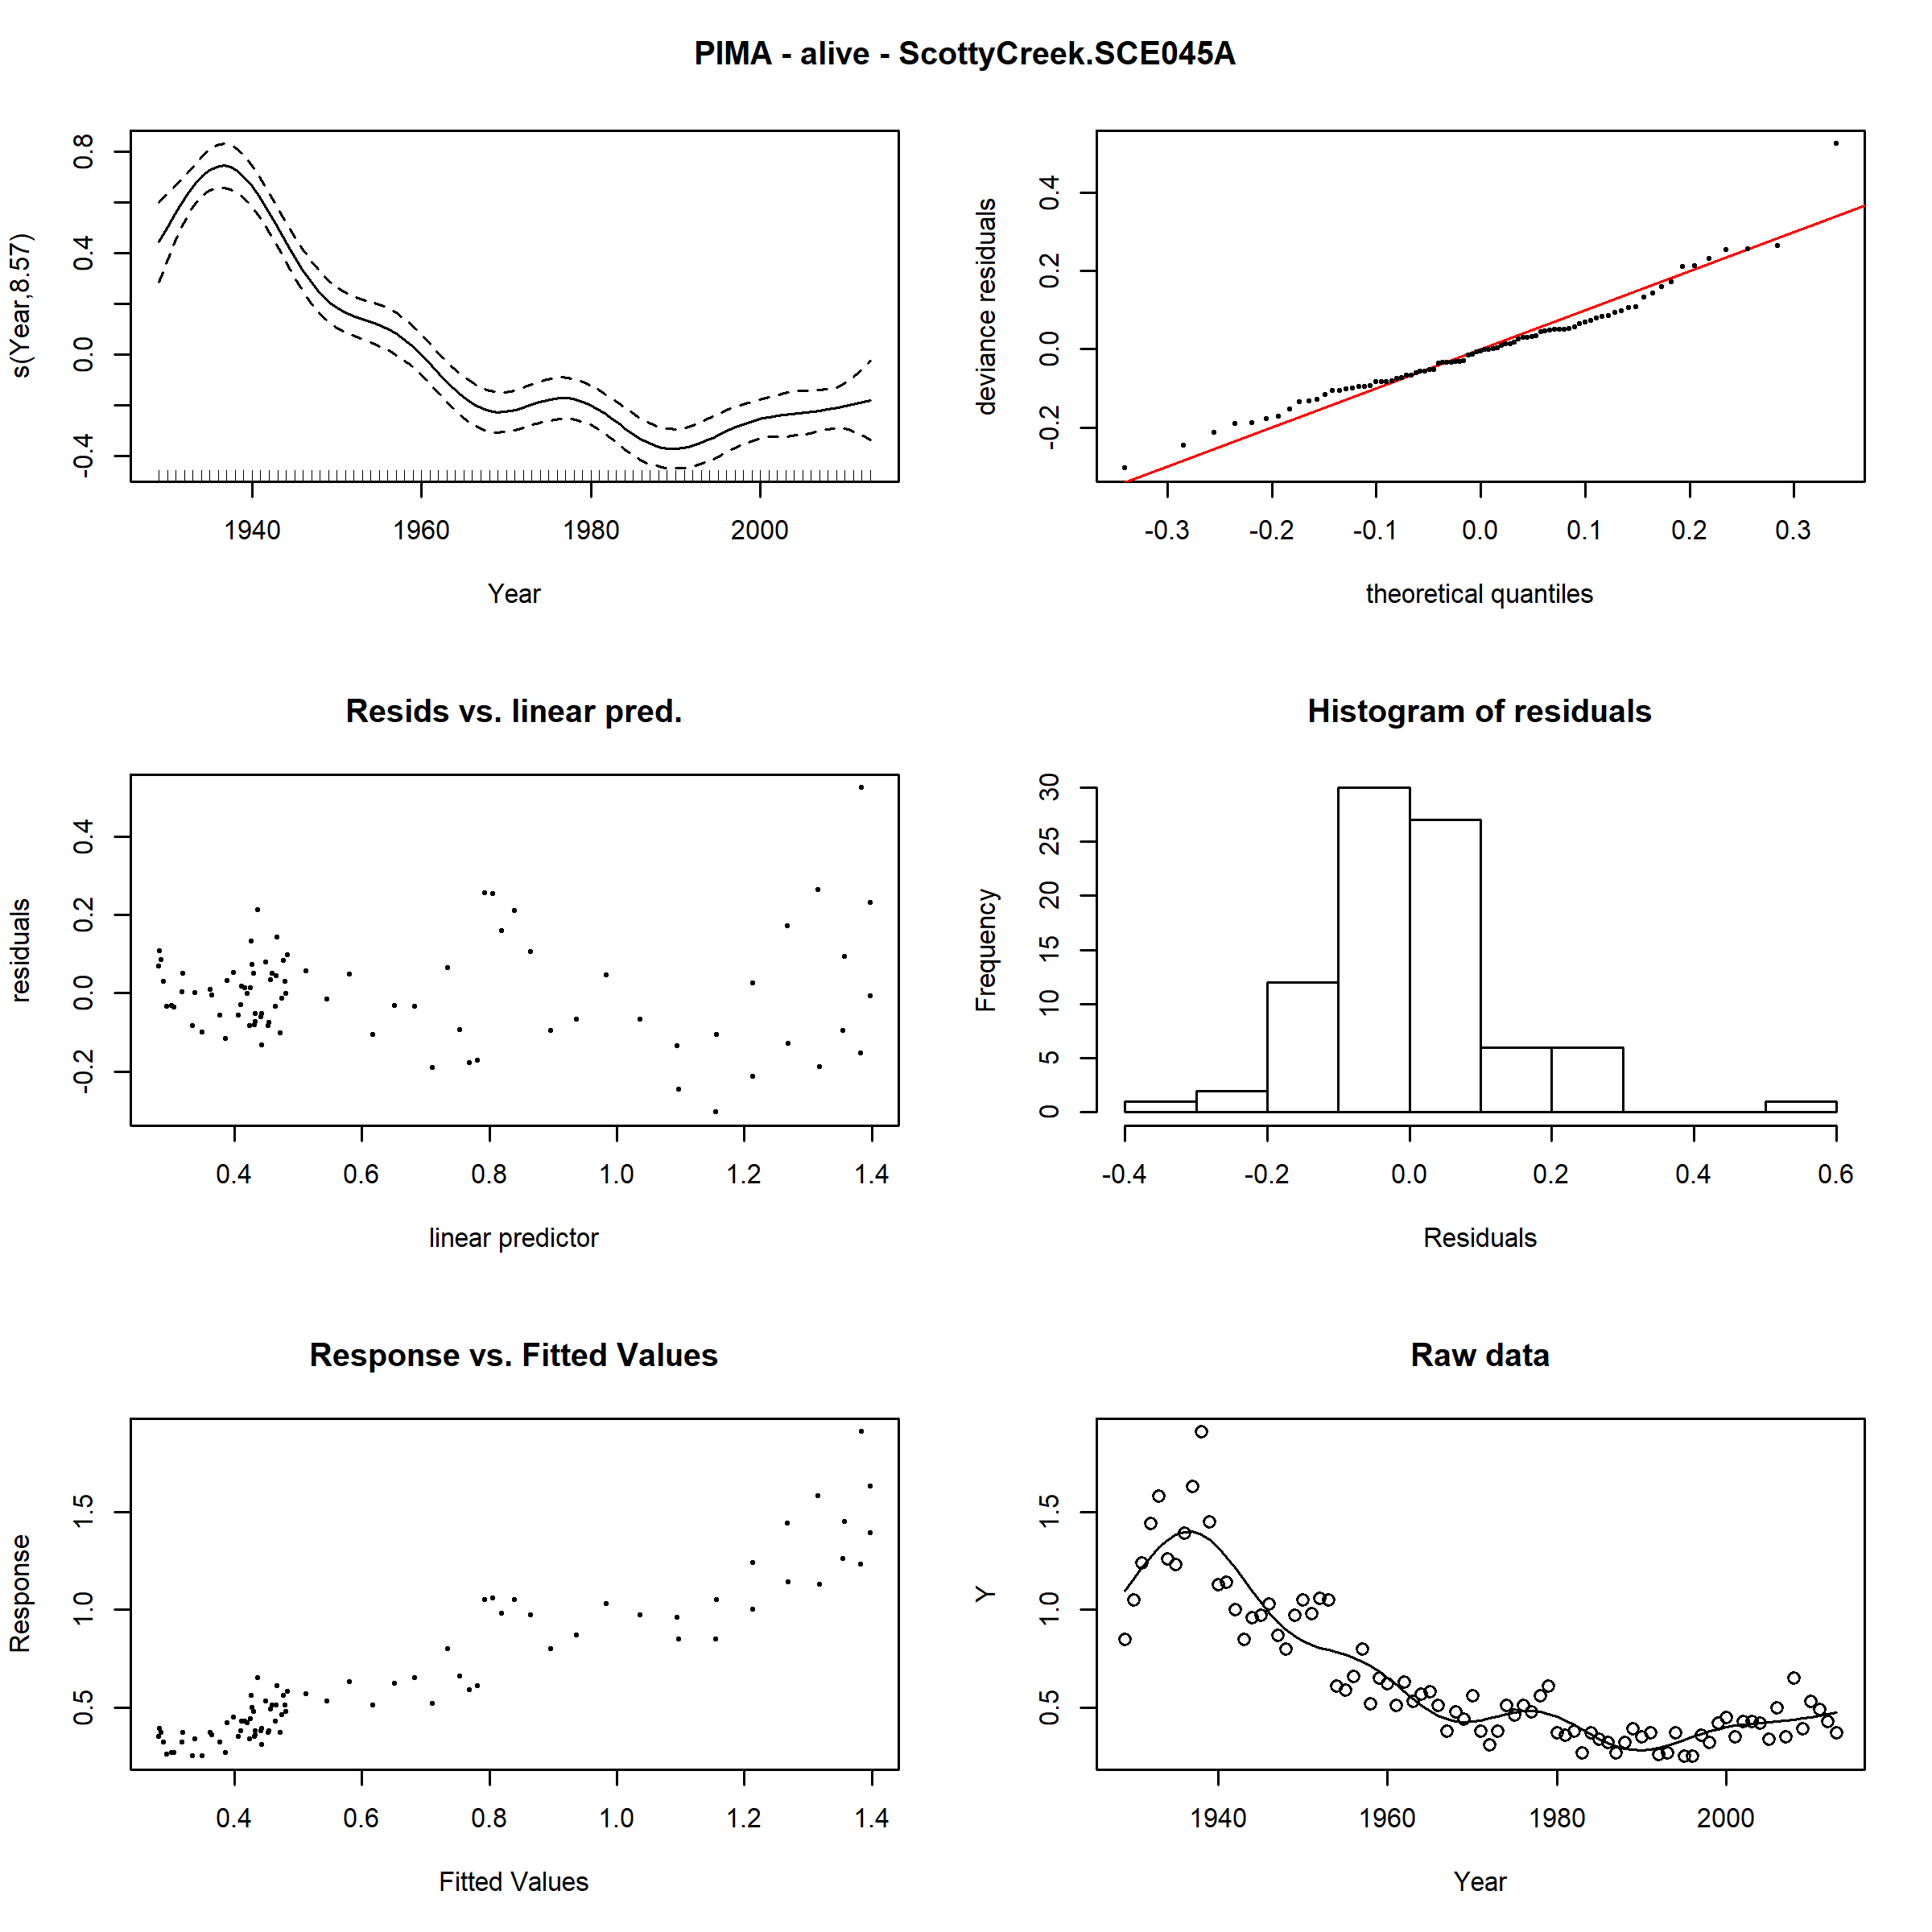 PIMA - alive - ScottyCreek.SCE045A
s(Year,8.57)
0.8
0.4
0.0
-0.4
1940 1960 1980 2000
Year
deviance residuals
0.4
0.2
0.0
-0.2
-0.3 -0.2 -0.1 0.0 0.1 0.2 0.3
theoretical quantiles
Resids vs. linear pred.
residuals
0.4
0.2
0.0
-0.2
0.4 0.6 0.8 1.0 1.2 1.4
linear predictor
Histogram of residuals
Frequency
30
25
20
15
10
5
0
-0.4 -0.2 0.0 0.2 0.4 0.6
Residuals
Response vs. Fitted Values
Response
1.5
1.0
0.5
0.4 0.6 0.8 1.0 1.2 1.4
Fitted Values
Raw data
Y
1.5
1.0
0.5
1940 1960 1980 2000
Year